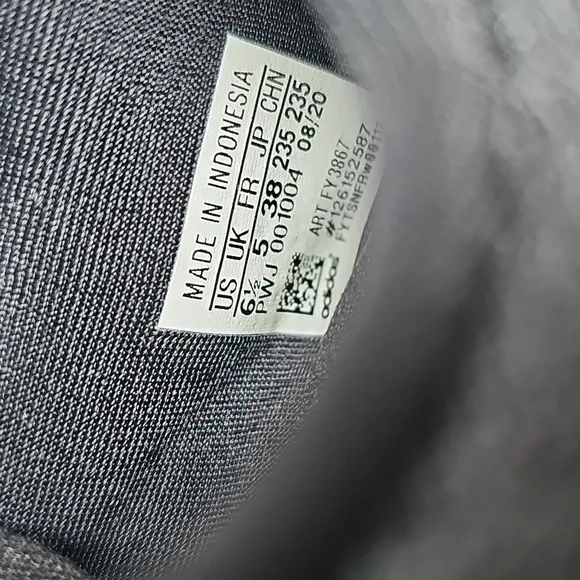 MADE IN INDONESIA
US UK FR JP CHN
6½ 5 38 235 235
PWJ 001004 08/20
ART FY3867
#126152587
adidas